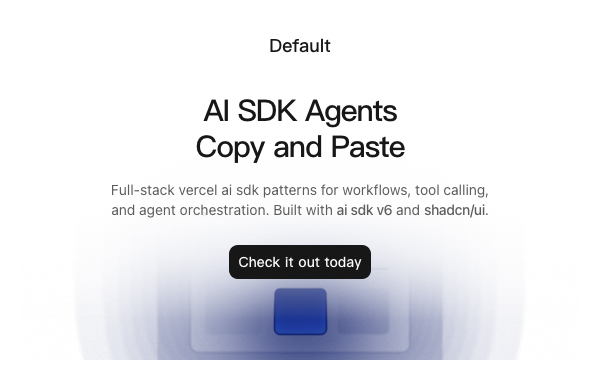 Default
AI SDK Agents
Copy and Paste
Full-stack vercel ai sdk patterns for workflows, tool calling,
and agent orchestration. Built with ai sdk v6 and shadcn/ui.
Check it out today